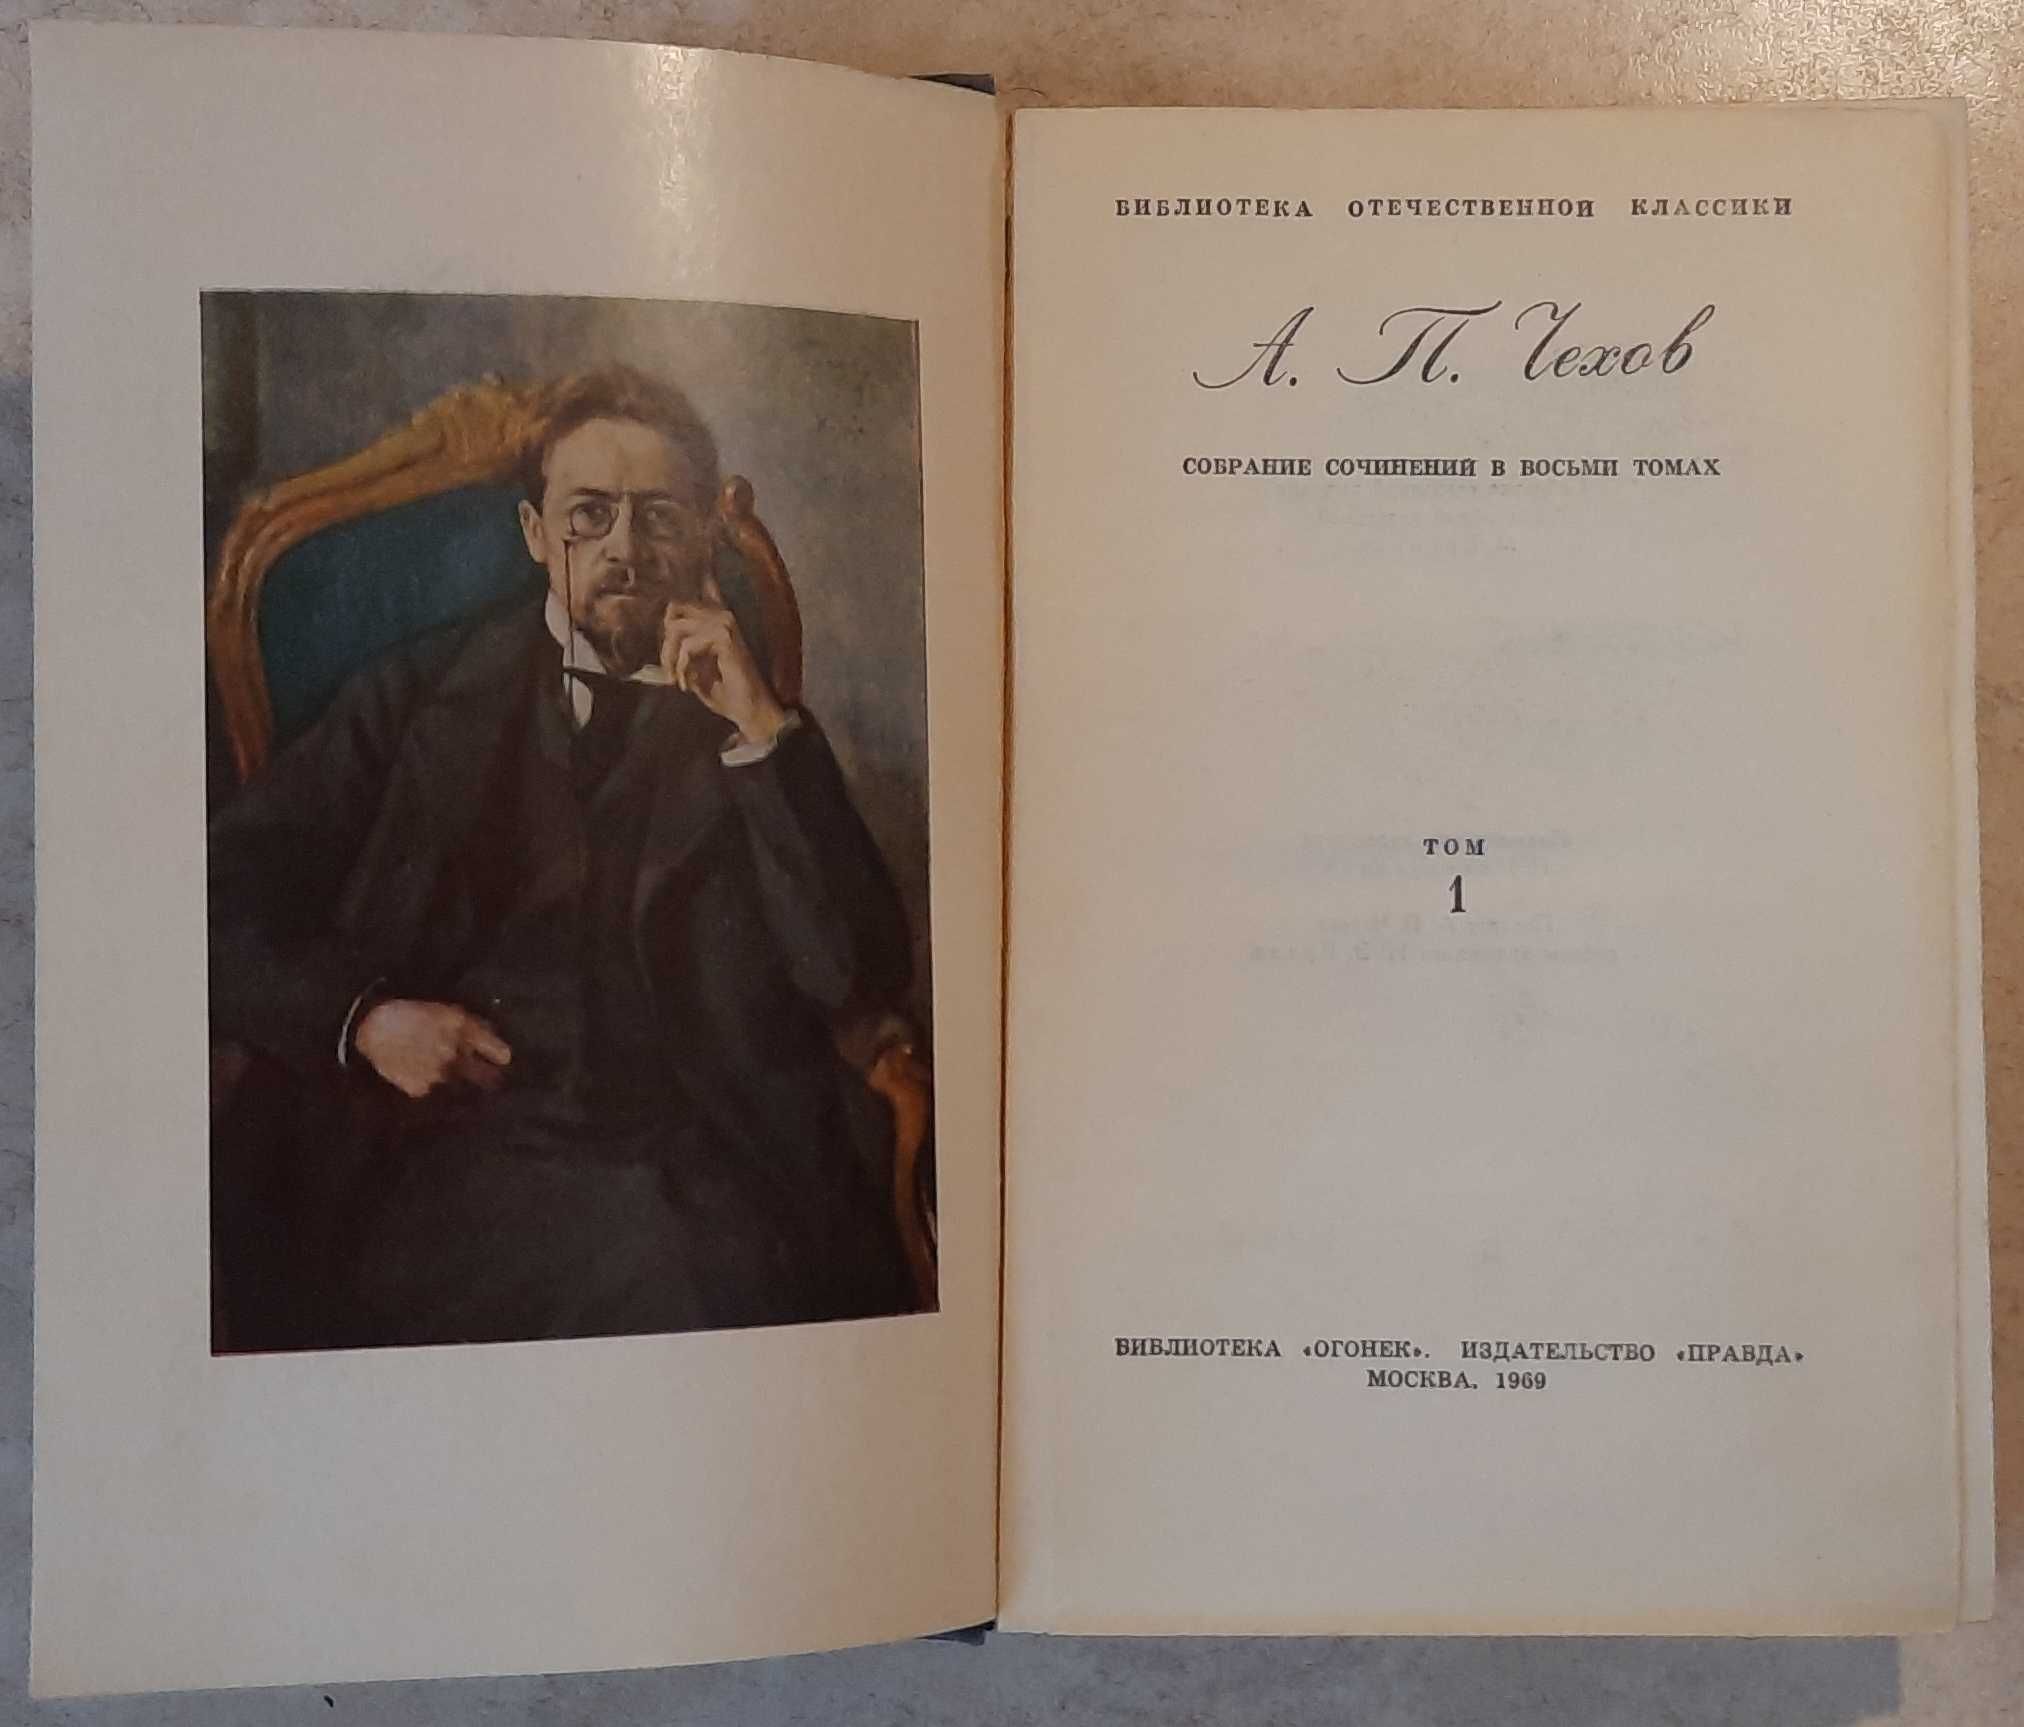 БИБЛИОТЕКА ОТЕЧЕСТВЕННОЙ КЛАССИКИ
А. П. Чехов
СОБРАНИЕ СОЧИНЕНИЙ В ВОСЬМИ ТОМАХ
ТОМ
1
БИБЛИОТЕКА «ОГОНЕК». ИЗДАТЕЛЬСТВО «ПРАВДА»
МОСКВА. 1969